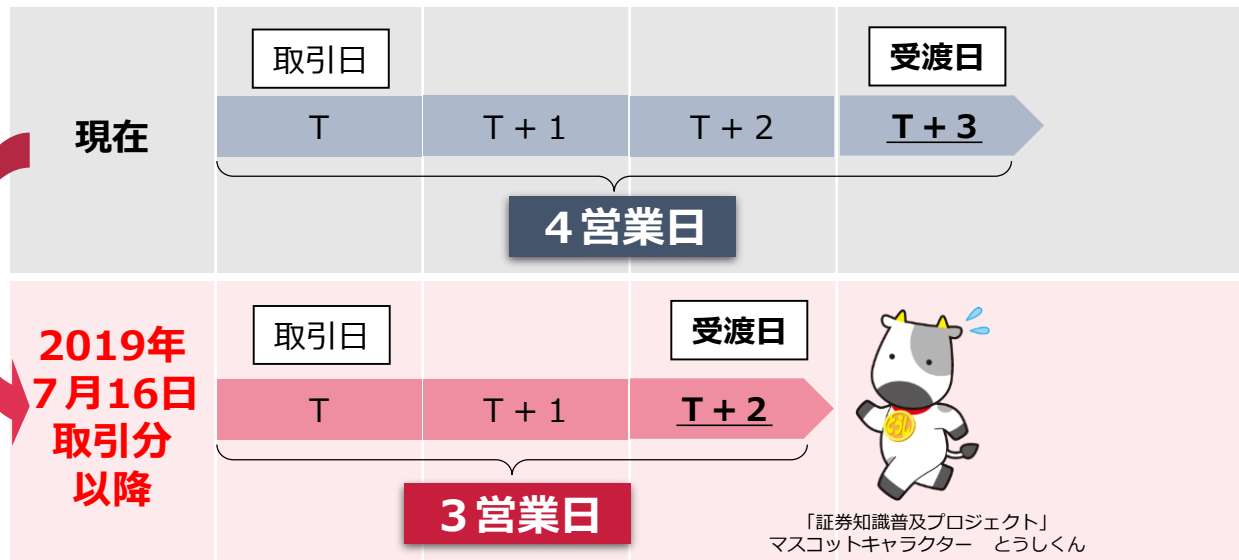 取引日
受渡日
現在
T
T + 1
T + 2
T + 3
４営業日
2019年
７月16日
取引分
以降
取引日
受渡日
T
T + 1
T + 2
３営業日
「証券知識普及プロジェクト」
マスコットキャラクター　とうしくん